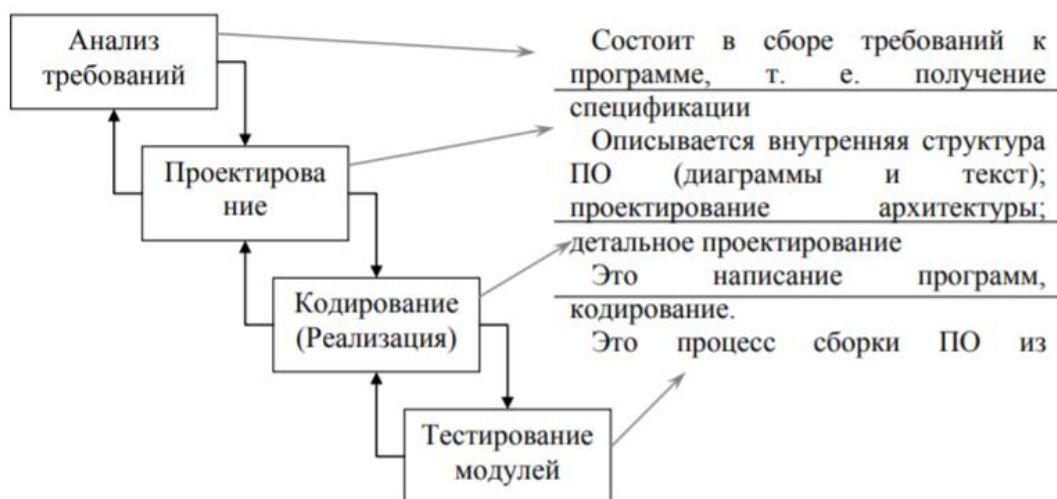 Анализ
требований
Проектирова
ние
Кодирование
(Реализация)
Тестирование
модулей
Состоит в сборе требований к
программе, т. е. получение
спецификации
Описывается внутренняя структура
ПО (диаграммы и текст);
проектирование архитектуры;
детальное проектирование
Это написание программ,
кодирование.
Это процесс сборки ПО из